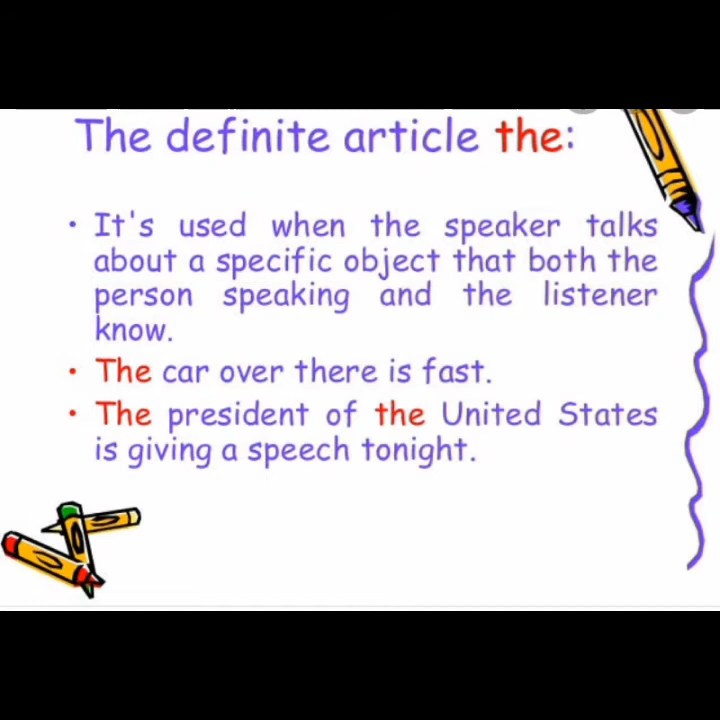 The definite article the:
• It's used when the speaker talks
about a specific object that both the
person speaking and the listener
know.
• The car over there is fast.
• The president of the United States
is giving a speech tonight.